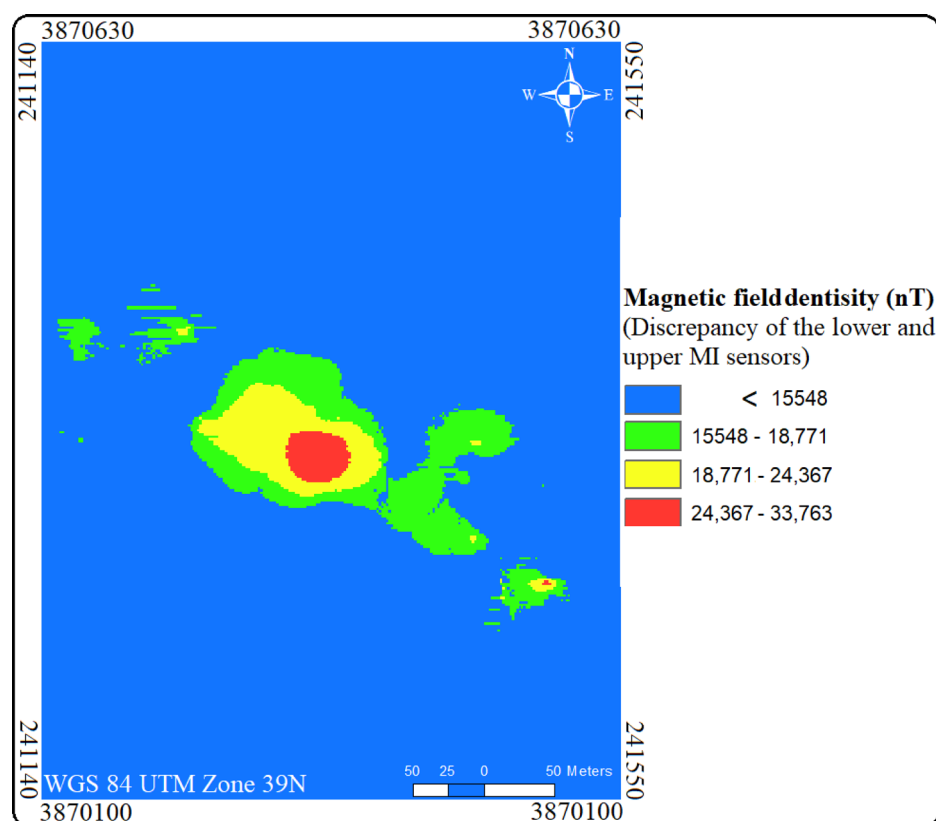 3870630
3870630
241140
241550
N
W
E
S
Magnetic field dentisity (nT)
(Discrepancy of the lower and
upper MI sensors)
< 15548
15548 - 18,771
18,771 - 24,367
24,367 - 33,763
241140
241550
50 25 0 50 Meters
WGS 84 UTM Zone 39N
3870100
3870100